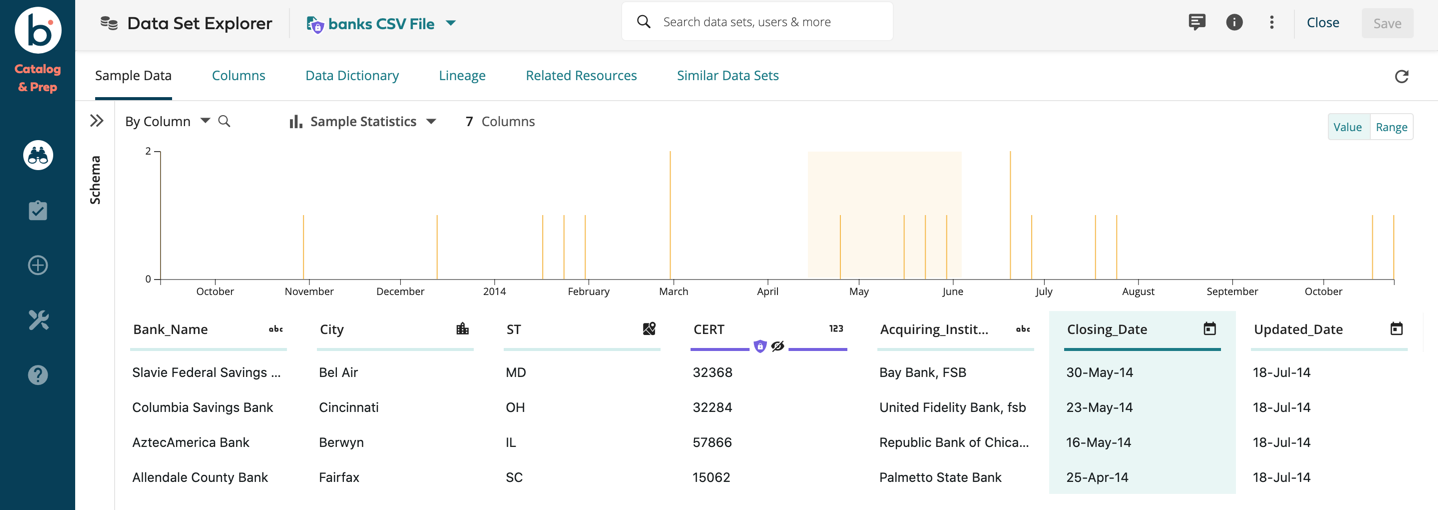 b
Catalog
& Prep
Data Set Explorer
banks CSV File
Search data sets, users & more
Close
Save
Sample Data
Columns
Data Dictionary
Lineage
Related Resources
Similar Data Sets
Schema
By Column
Sample Statistics
7 Columns
Value
Range
2
0
October
November
December
2014
February
March
April
May
June
July
August
September
October
Bank_Name abc
City
ST
CERT 123
Acquiring_Instit... abc
Closing_Date
Updated_Date
Slavie Federal Savings ... Bel Air MD 32368 Bay Bank, FSB 30-May-14 18-Jul-14
Columbia Savings Bank Cincinnati OH 32284 United Fidelity Bank, fsb 23-May-14 18-Jul-14
AztecAmerica Bank Berwyn IL 57866 Republic Bank of Chica... 16-May-14 18-Jul-14
Allendale County Bank Fairfax SC 15062 Palmetto State Bank 25-Apr-14 18-Jul-14